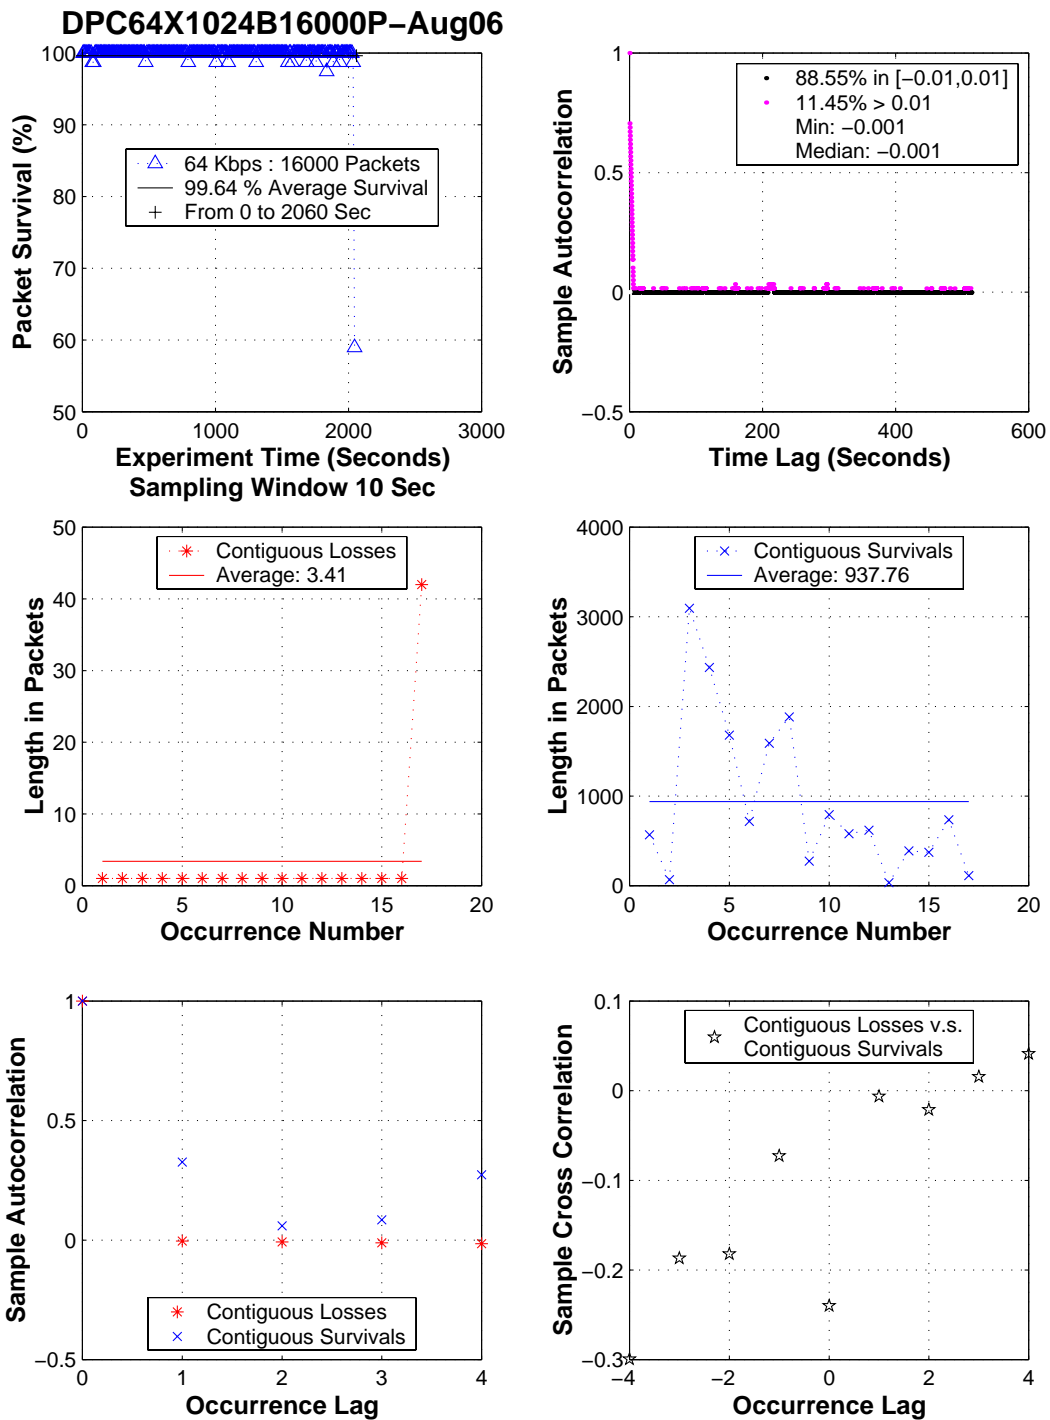 DPC64X1024B16000P−Aug06
100
90
80
70
60
50
0
1000
2000
3000
Packet Survival (%)
64 Kbps : 16000 Packets
99.64 % Average Survival
From 0 to 2060 Sec
Experiment Time (Seconds)
Sampling Window 10 Sec
1
0.5
0
−0.5
0
200
400
600
Sample Autocorrelation
88.55% in [−0.01,0.01]
11.45% > 0.01
Min: −0.001
Median: −0.001
Time Lag (Seconds)
50
40
30
20
10
0
0
5
10
15
20
Length in Packets
Contiguous Losses
Average: 3.41
Occurrence Number
4000
3000
2000
1000
0
0
5
10
15
20
Length in Packets
Contiguous Survivals
Average: 937.76
Occurrence Number
1
0.5
0
−0.5
0
1
2
3
4
Sample Autocorrelation
Contiguous Losses
Contiguous Survivals
Occurrence Lag
0.1
0
−0.1
−0.2
−0.3
−4
−2
0
2
4
Sample Cross Correlation
Contiguous Losses v.s.
Contiguous Survivals
Occurrence Lag